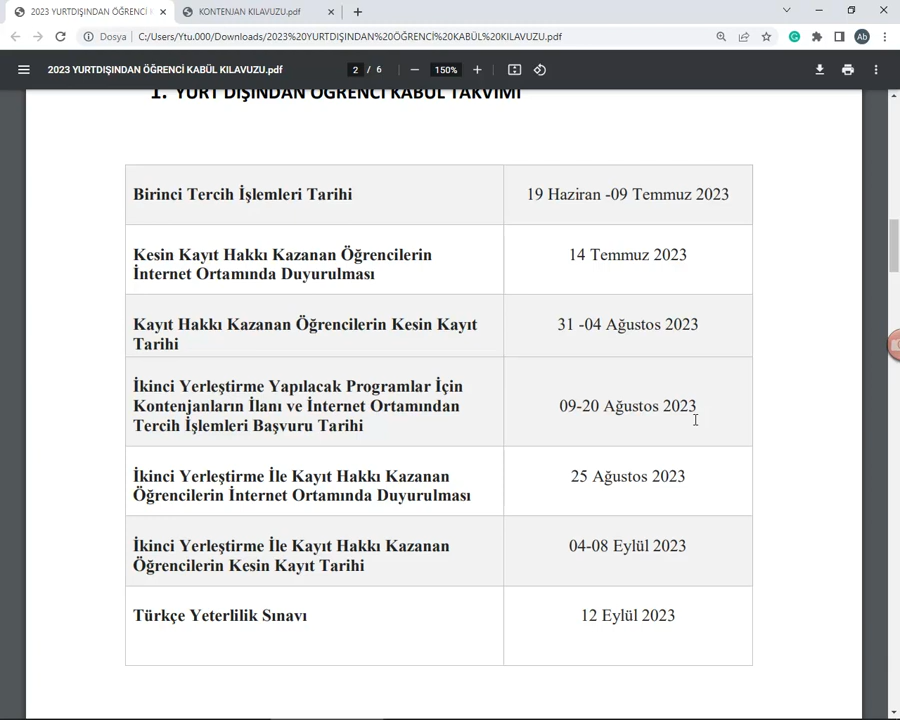 2023 YURTDIŞINDAN ÖĞRENCİ
KONTENJAN KILAVUZU.pdf
Dosya
C:/Users/Ytu.000/Downloads/2023%20YURTDIŞINDAN%20ÖĞRENCİ%20KABÜL%20KILAVUZU.pdf
Ab
2023 YURTDIŞINDAN ÖĞRENCİ KABÜL KILAVUZU.pdf
2 / 6
150%
1. YURT DIŞINDAN ÖĞRENCİ KABUL TAKVİMİ
Birinci Tercih İşlemleri Tarihi
19 Haziran -09 Temmuz 2023
Kesin Kayıt Hakkı Kazanan Öğrencilerin
İnternet Ortamında Duyurulması
14 Temmuz 2023
Kayıt Hakkı Kazanan Öğrencilerin Kesin Kayıt
Tarihi
31 -04 Ağustos 2023
İkinci Yerleştirme Yapılacak Programlar İçin
Kontenjanların İlanı ve İnternet Ortamından
Tercih İşlemleri Başvuru Tarihi
09-20 Ağustos 2023
İkinci Yerleştirme İle Kayıt Hakkı Kazanan
Öğrencilerin İnternet Ortamında Duyurulması
25 Ağustos 2023
İkinci Yerleştirme İle Kayıt Hakkı Kazanan
Öğrencilerin Kesin Kayıt Tarihi
04-08 Eylül 2023
Türkçe Yeterlilik Sınavı
12 Eylül 2023